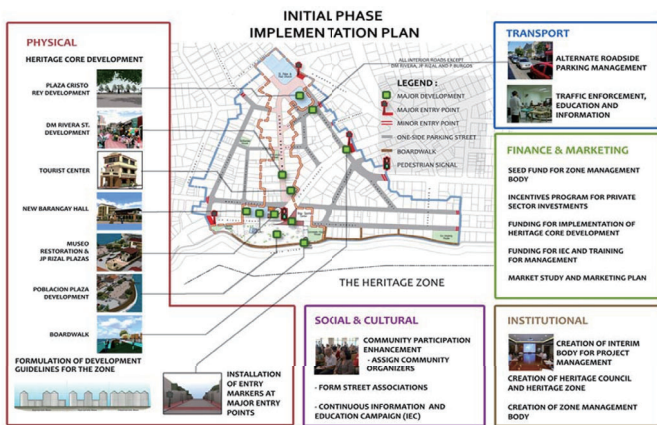 INITIAL PHASE
IMPLEMENTATION PLAN
PHYSICAL
HERITAGE CORE DEVELOPMENT
PLAZA CRISTO
REY DEVELOPMENT
DM RIVERA ST.
DEVELOPMENT
TOURIST CENTER
NEW BARANGAY HALL
MUSEO
RESTORATION &
JP RIZAL PLAZAS
POBLACION PLAZA
DEVELOPMENT
BOARDWALK
FORMULATION OF DEVELOPMENT
GUIDELINES FOR THE ZONE
INSTALLATION
OF ENTRY
MARKERS AT
MAJOR ENTRY
POINTS
ALL INTERIOR ROADS EXCEPT
DM RIVERA, JP RIZAL AND P BURGOS
LEGEND :
MAJOR DEVELOPMENT
MAJOR ENTRY POINT
MINOR ENTRY POINT
ONE-SIDE PARKING STREET
BOARDWALK
PEDESTRIAN SIGNAL
THE HERITAGE ZONE
SOCIAL & CULTURAL
COMMUNITY PARTICIPATION
ENHANCEMENT
- ASSIGN COMMUNITY
ORGANIZERS
- FORM STREET ASSOCIATIONS
- CONTINUOUS INFORMATION AND
EDUCATION CAMPAIGN (IEC)
TRANSPORT
ALTERNATE ROADSIDE
PARKING MANAGEMENT
TRAFFIC ENFORCEMENT,
EDUCATION AND
INFORMATION
FINANCE & MARKETING
SEED FUND FOR ZONE MANAGEMENT
BODY
INCENTIVES PROGRAM FOR PRIVATE
SECTOR INVESTMENTS
FUNDING FOR IMPLEMENTATION OF
HERITAGE CORE DEVELOPMENT
FUNDING FOR IEC AND TRAINING
FOR MANAGEMENT
MARKET STUDY AND MARKETING PLAN
INSTITUTIONAL
CREATION OF INTERIM
BODY FOR PROJECT
MANAGEMENT
CREATION OF HERITAGE COUNCIL
AND HERITAGE ZONE
CREATION OF ZONE MANAGEMENT
BODY